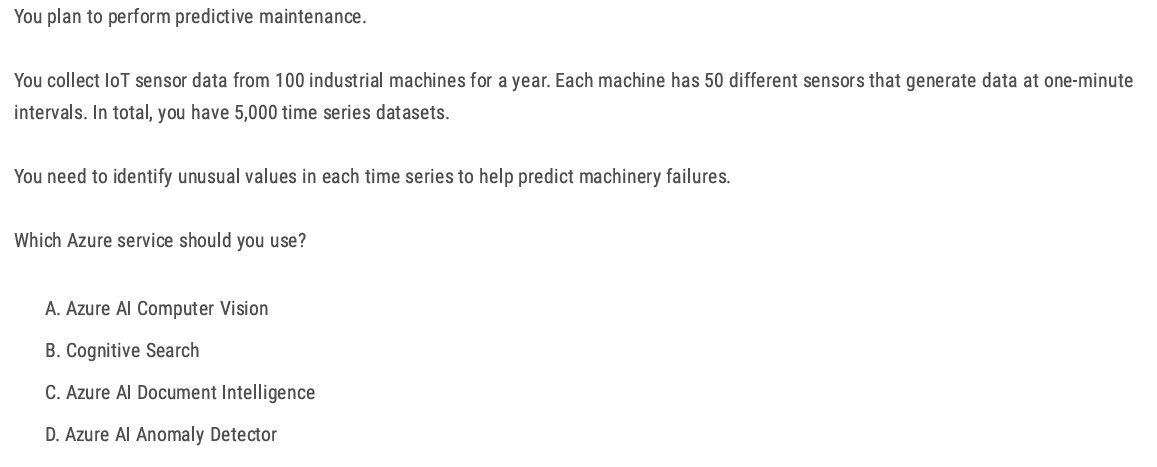 You plan to perform predictive maintenance.
You collect IoT sensor data from 100 industrial machines for a year. Each machine has 50 different sensors that generate data at one-minute
intervals. In total, you have 5,000 time series datasets.
You need to identify unusual values in each time series to help predict machinery failures.
Which Azure service should you use?
A. Azure AI Computer Vision
B. Cognitive Search
C. Azure AI Document Intelligence
D. Azure AI Anomaly Detector